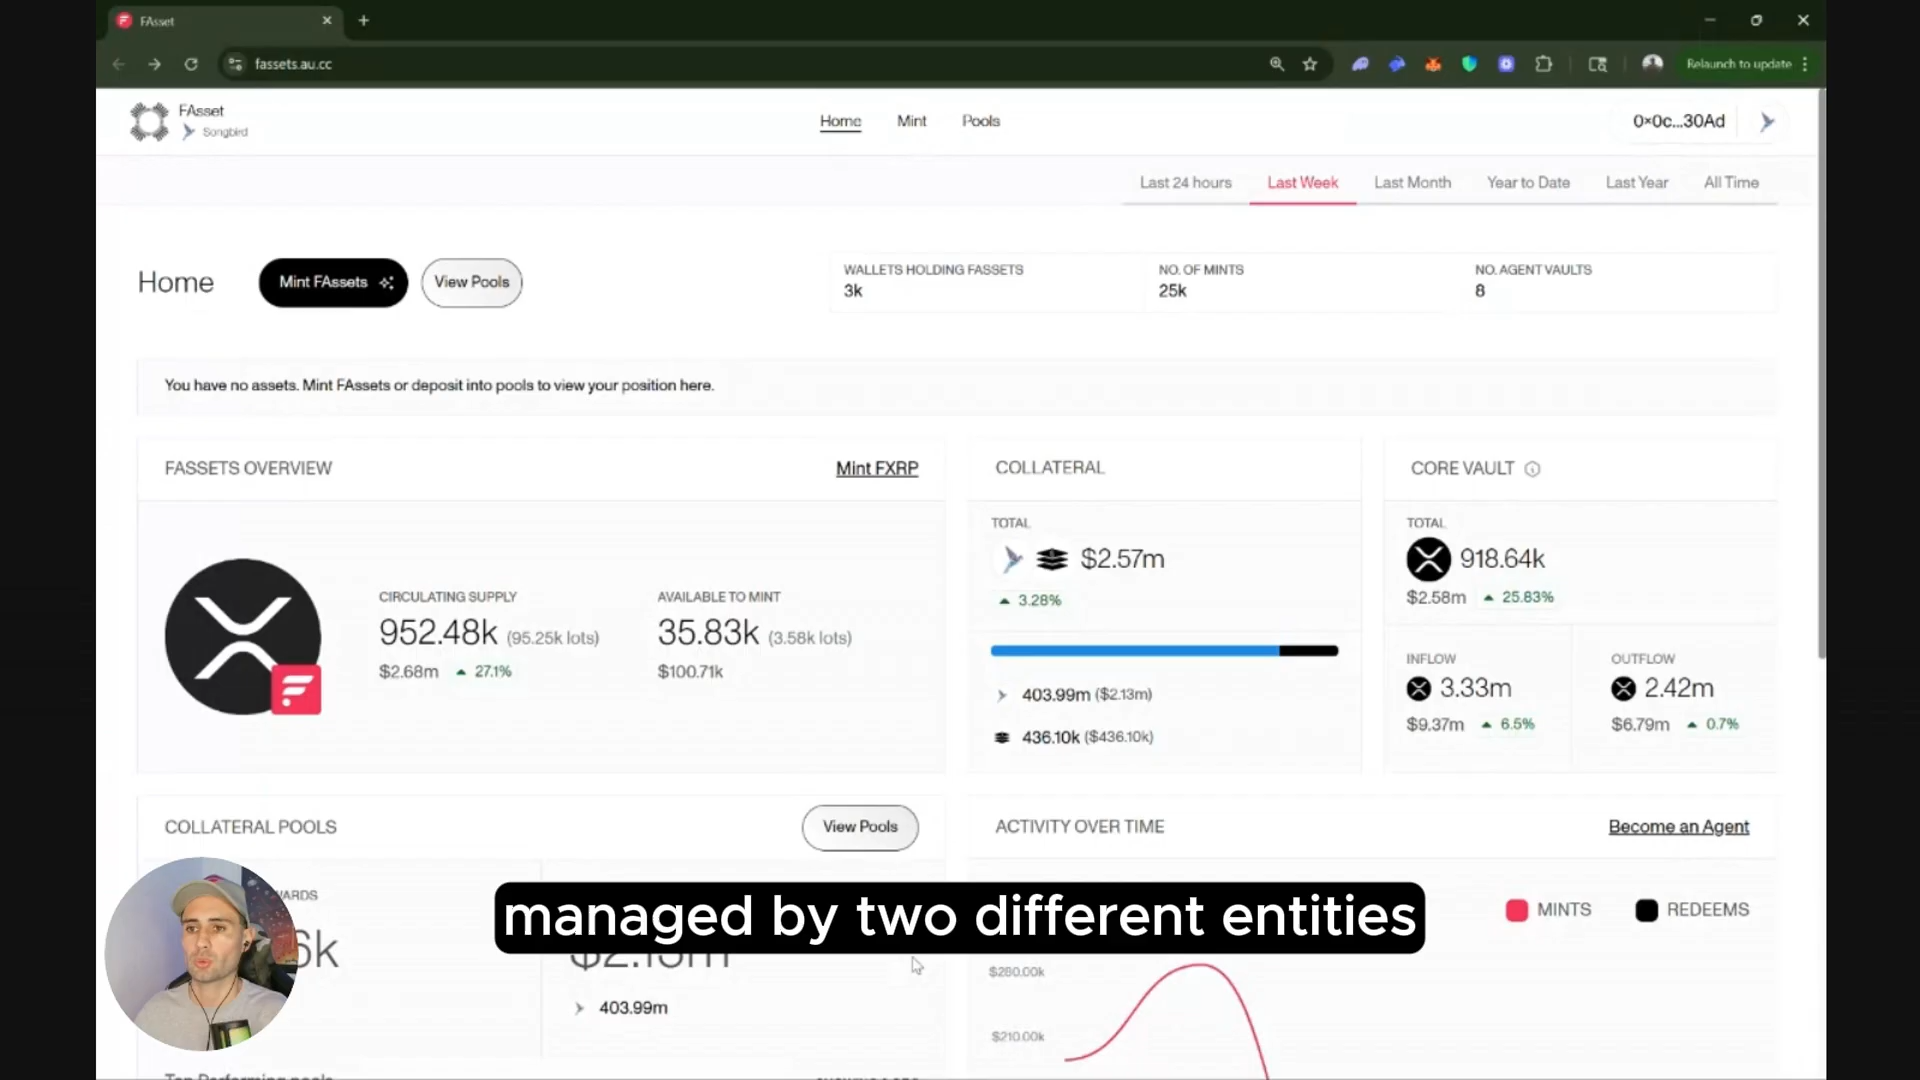 FAsset
fassets.au.cc
Relaunch to update
FAsset
Songbird
Home
Mint
Pools
0x0c...30Ad
Last 24 hours
Last Week
Last Month
Year to Date
Last Year
All Time
Home
Mint FAssets
View Pools
WALLETS HOLDING FASSETS
3k
NO. OF MINTS
25k
NO. AGENT VAULTS
8
You have no assets. Mint FAssets or deposit into pools to view your position here.
FASSETS OVERVIEW
Mint FXRP
CIRCULATING SUPPLY
952.48k (95.25k lots)
$2.68m 27.1%
AVAILABLE TO MINT
35.83k (3.58k lots)
$100.71k
COLLATERAL
TOTAL
$2.57m
3.28%
403.99m ($2.13m)
436.10k ($436.10k)
CORE VAULT
TOTAL
918.64k
$2.58m 25.83%
INFLOW
3.33m
$9.37m 6.5%
OUTFLOW
2.42m
$6.79m 0.7%
COLLATERAL POOLS
View Pools
403.99m
ACTIVITY OVER TIME
Become an Agent
MINTS
REDEEMS
$280.00k
$210.00k
managed by two different entities